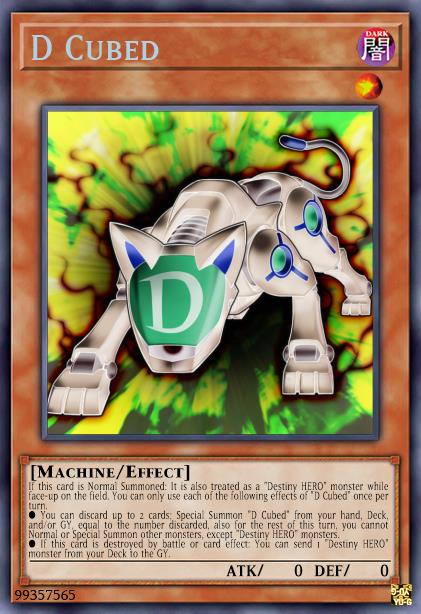 D Cubed
DARK
闇
D
[Machine/Effect]
If this card is Normal Summoned: It is also treated as a "Destiny HERO" monster while
face-up on the field. You can only use each of the following effects of "D Cubed" once per
turn.
● You can discard up to 2 cards; Special Summon "D Cubed" from your hand, Deck,
and/or GY, equal to the number discarded, also for the rest of this turn, you cannot
Normal or Special Summon other monsters, except "Destiny HERO" monsters.
● If this card is destroyed by battle or card effect: You can send 1 "Destiny HERO"
monster from your Deck to the GY.
ATK/ 0 DEF/ 0
99357565